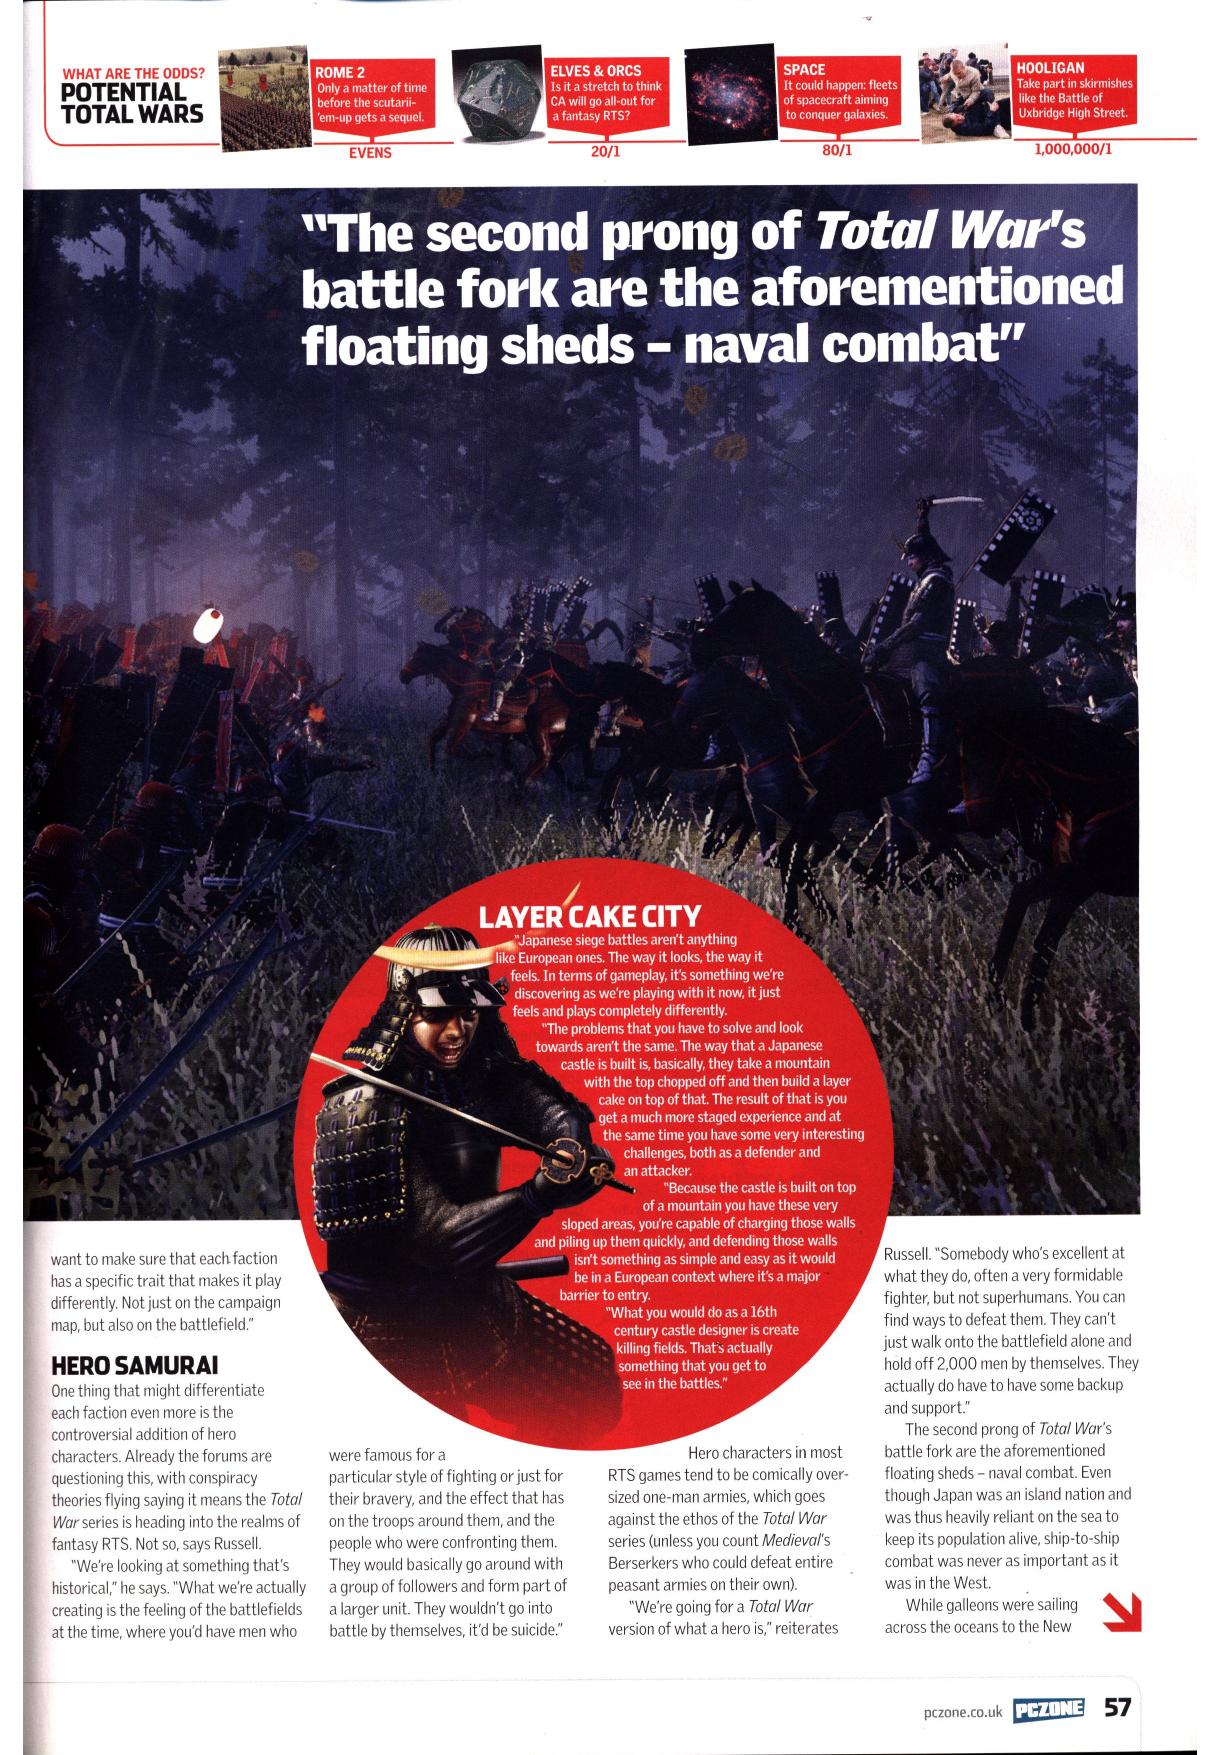 WHAT ARE THE ODDS?
POTENTIAL
TOTAL WARS
ROME 2
Only a matter of time
before the scutarii-
'em-up gets a sequel.
EVENS
ELVES & ORCS
Is it a stretch to think
CA will go all-out for
a fantasy RTS?
20/1
SPACE
It could happen: fleets
of spacecraft aiming
to conquer galaxies.
80/1
HOOLIGAN
Take part in skirmishes
like the Battle of
Uxbridge High Street.
1,000,000/1
"The second prong of Total War's
battle fork are the aforementioned
floating sheds – naval combat"
LAYER CAKE CITY
"Japanese siege battles aren't anything
like European ones. The way it looks, the way it
feels. In terms of gameplay, it's something we're
discovering as we're playing with it now, it just
feels and plays completely differently.
"The problems that you have to solve and look
towards aren't the same. The way that a Japanese
castle is built is, basically, they take a mountain
with the top chopped off and then build a layer
cake on top of that. The result of that is you
get a much more staged experience and at
the same time you have some very interesting
challenges, both as a defender and
an attacker.
"Because the castle is built on top
of a mountain you have these very
sloped areas, you're capable of charging those walls
and piling up them quickly, and defending those walls
isn't something as simple and easy as it would
be in a European context where it's a major
barrier to entry.
"What you would do as a 16th
century castle designer is create
killing fields. That's actually
something that you get to
see in the battles."
want to make sure that each faction
has a specific trait that makes it play
differently. Not just on the campaign
map, but also on the battlefield."
HERO SAMURAI
One thing that might differentiate
each faction even more is the
controversial addition of hero
characters. Already the forums are
questioning this, with conspiracy
theories flying saying it means the Total
War series is heading into the realms of
fantasy RTS. Not so, says Russell.
"We're looking at something that's
historical," he says. "What we're actually
creating is the feeling of the battlefields
at the time, where you'd have men who
were famous for a
particular style of fighting or just for
their bravery, and the effect that has
on the troops around them, and the
people who were confronting them.
They would basically go around with
a group of followers and form part of
a larger unit. They wouldn't go into
battle by themselves, it'd be suicide."
Hero characters in most
RTS games tend to be comically over-
sized one-man armies, which goes
against the ethos of the Total War
series (unless you count Medieval's
Berserkers who could defeat entire
peasant armies on their own).
"We're going for a Total War
version of what a hero is," reiterates
Russell. "Somebody who's excellent at
what they do, often a very formidable
fighter, but not superhumans. You can
find ways to defeat them. They can't
just walk onto the battlefield alone and
hold off 2,000 men by themselves. They
actually do have to have some backup
and support."
The second prong of Total War's
battle fork are the aforementioned
floating sheds – naval combat. Even
though Japan was an island nation and
was thus heavily reliant on the sea to
keep its population alive, ship-to-ship
combat was never as important as it
was in the West.
While galleons were sailing
across the oceans to the New
pczone.co.uk PCZONE 57